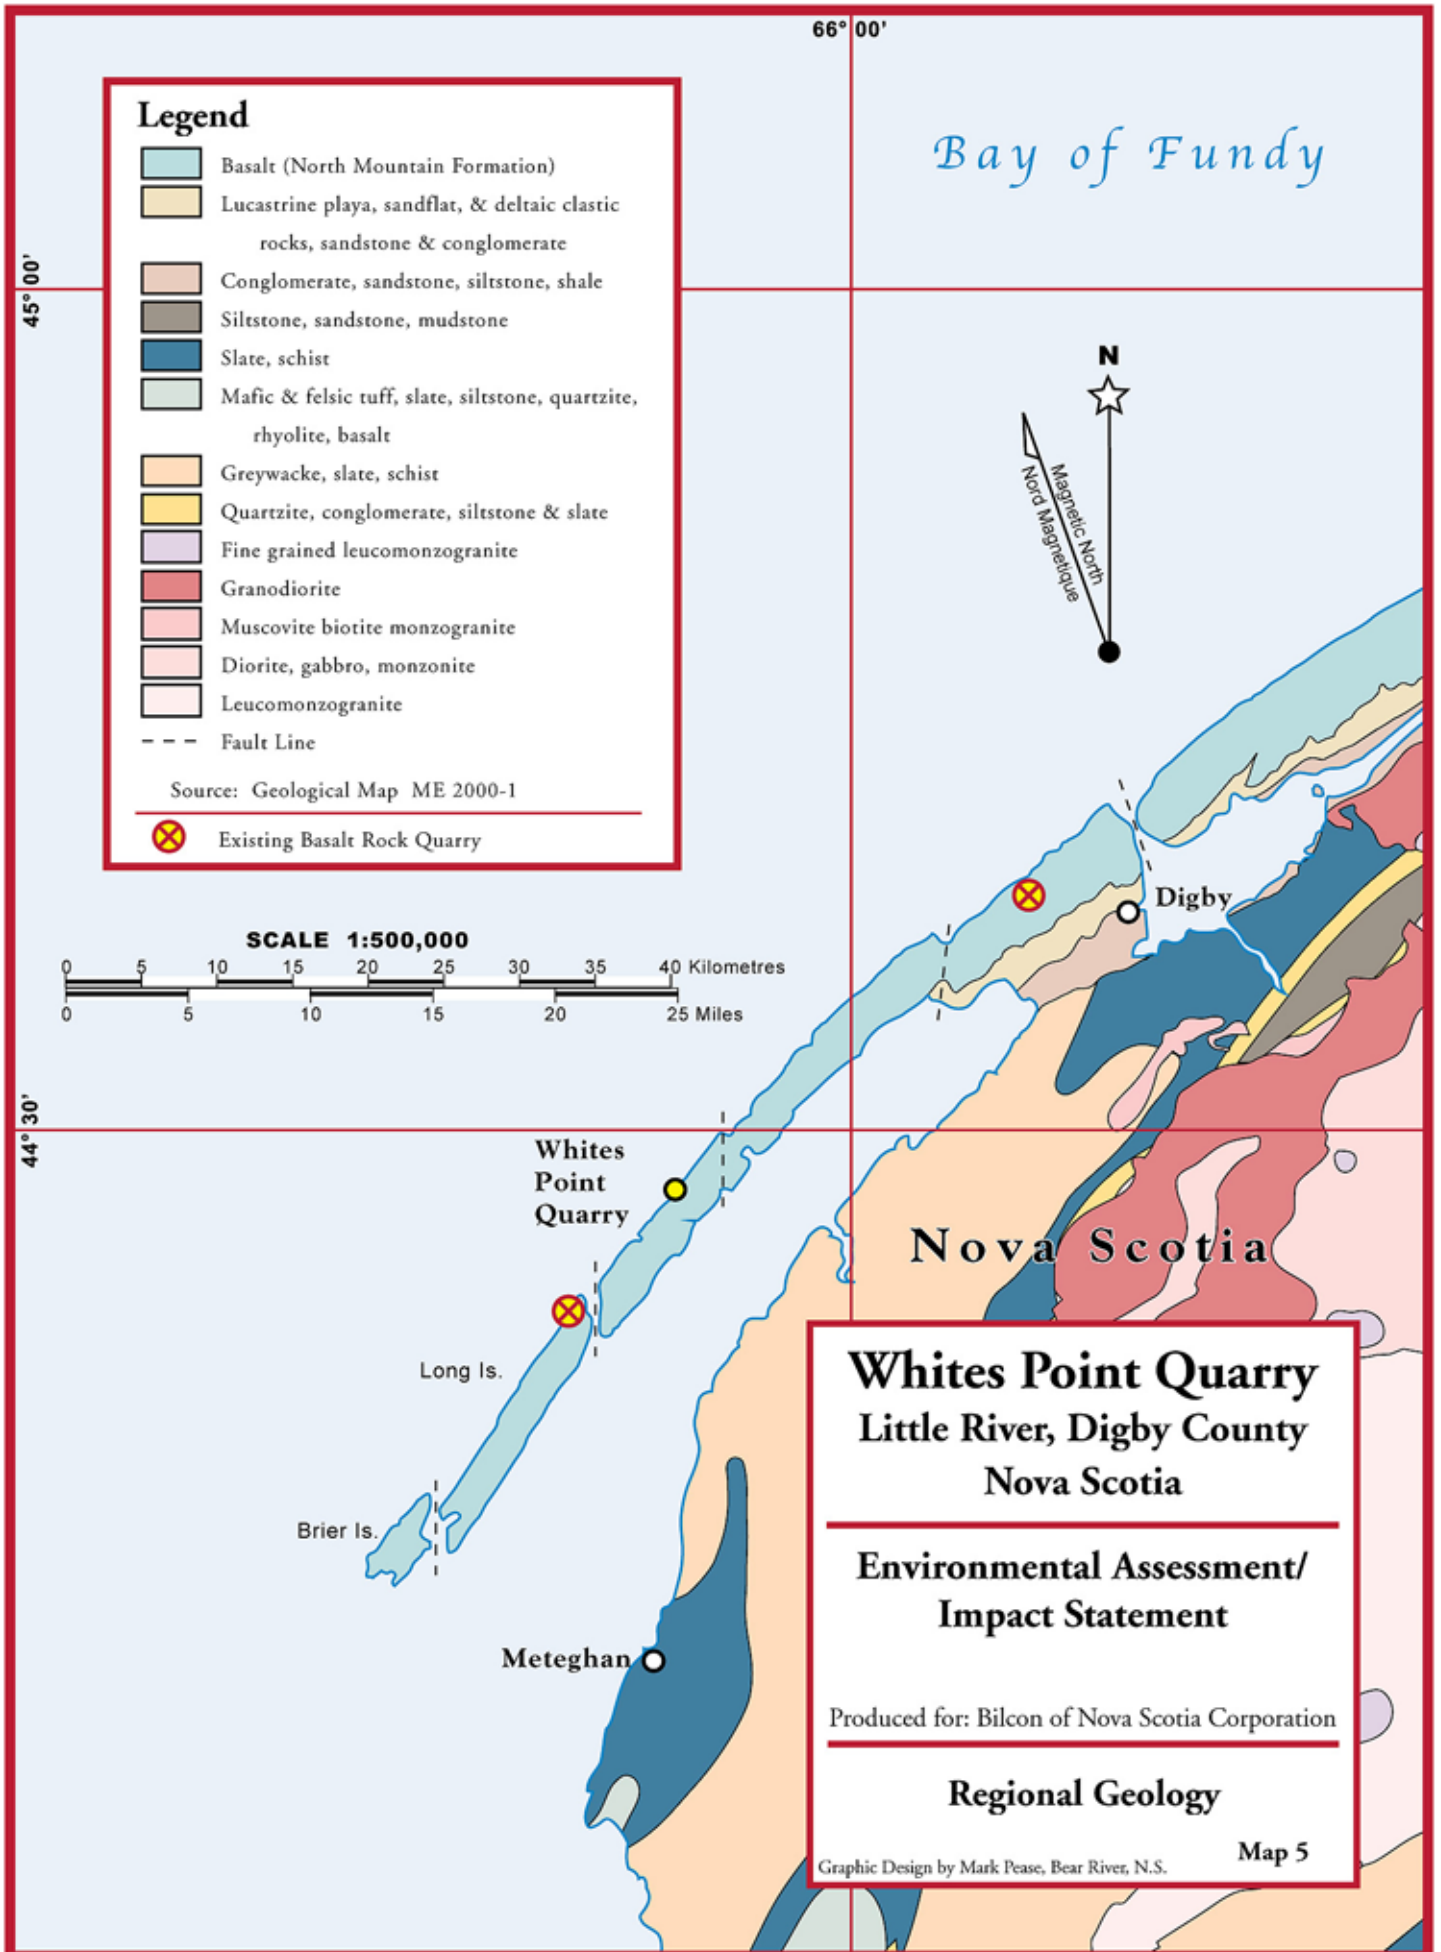 66° 00'
Bay of Fundy
Legend
Basalt (North Mountain Formation)
Lucastrine playa, sandflat, & deltaic clastic
rocks, sandstone & conglomerate
Conglomerate, sandstone, siltstone, shale
Siltstone, sandstone, mudstone
Slate, schist
Mafic & felsic tuff, slate, siltstone, quartzite,
rhyolite, basalt
Greywacke, slate, schist
Quartzite, conglomerate, siltstone & slate
Fine grained leucomonzogranite
Granodiorite
Muscovite biotite monzogranite
Diorite, gabbro, monzonite
Leucomonzogranite
Fault Line
Source: Geological Map ME 2000-1
Existing Basalt Rock Quarry
45° 00'
N
Magnetic North
Nord Magnetique
Digby
SCALE 1:500,000
0 5 10 15 20 25 30 35 40 Kilometres
0 5 10 15 20 25 Miles
44° 30'
Whites
Point
Quarry
Nova Scotia
Long Is.
Brier Is.
Meteghan
Whites Point Quarry
Little River, Digby County
Nova Scotia
Environmental Assessment/
Impact Statement
Produced for: Bilcon of Nova Scotia Corporation
Regional Geology
Map 5
Graphic Design by Mark Pease, Bear River, N.S.